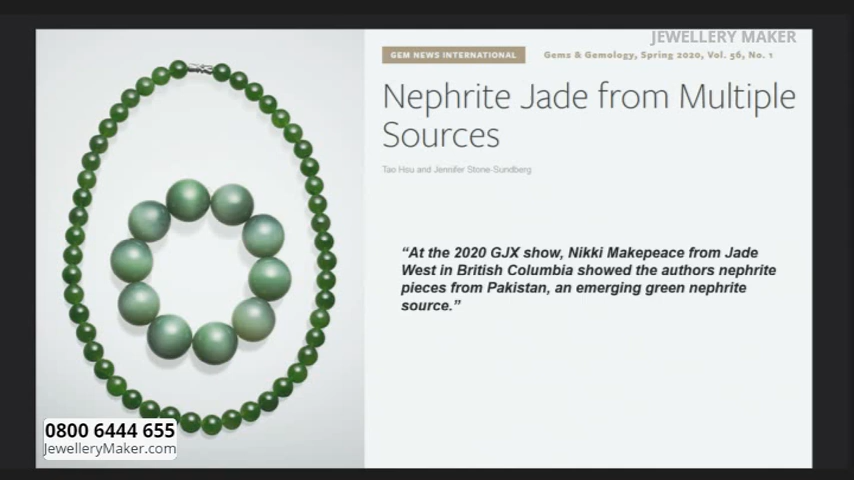 JEWELLERY MAKER
GEM NEWS INTERNATIONAL
Gems & Gemology, Spring 2020, Vol. 56, No. 1
Nephrite Jade from Multiple
Sources
Tao Hsu and Jennifer Stone-Sundberg
“At the 2020 GJX show, Nikki Makepeace from Jade
West in British Columbia showed the authors nephrite
pieces from Pakistan, an emerging green nephrite
source.”
0800 6444 655
JewelleryMaker.com